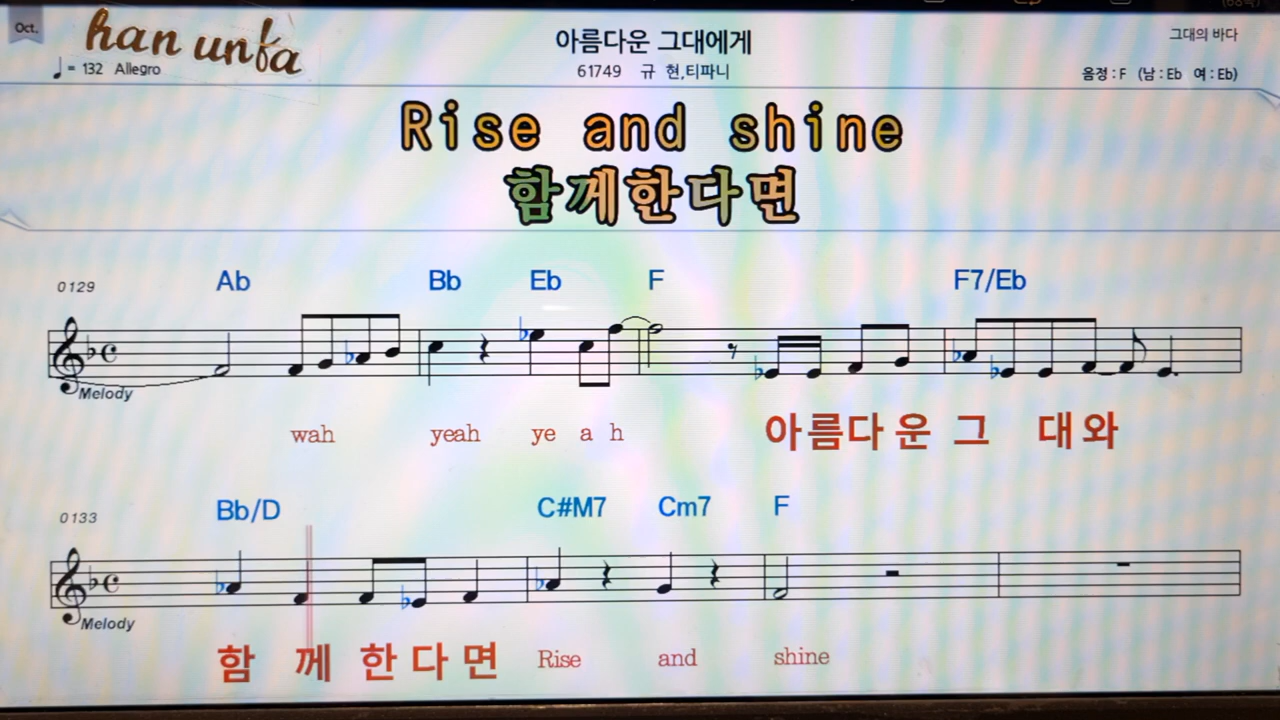 Oct.
han unfa
♩= 132 Allegro
아름다운 그대에게
61749 규 현,티파니
그대의 바다
음정 : F (남 : Eb 여 : Eb)
Rise and shine
함께한다면
0129 Ab Bb Eb F F7/Eb
Melody
wah yeah ye a h 아름다운 그 대와
0133 Bb/D C#M7 Cm7 F
Melody
함 께 한다면 Rise and shine